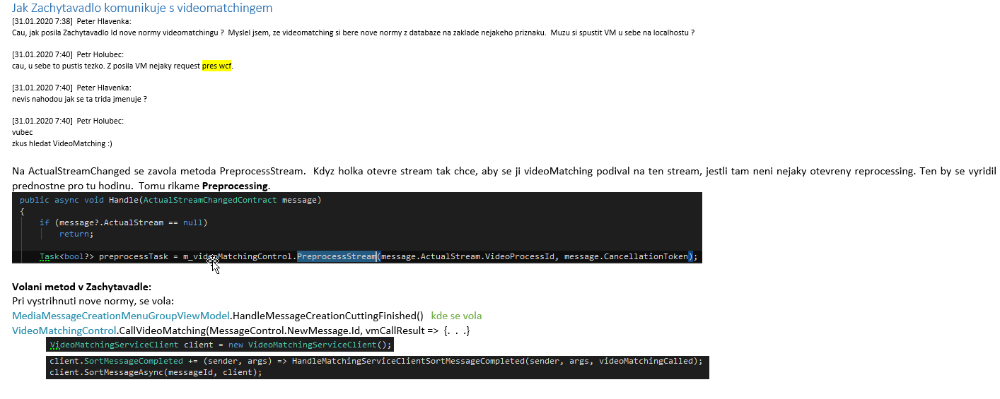 Jak Zachytavadlo komunikuje s videomatchingem
[31.01.2020 7:38]  Peter Hlavenka:
Cau, jak posila Zachytavadlo Id nove normy videomatchingu ?  Myslel jsem, ze videomatching si bere nove normy z databaze na zaklade nejakeho priznaku.  Muzu si spustit VM u sebe na localhostu ?
[31.01.2020 7:40]  Petr Holubec:
cau, u sebe to pustis tezko. Z posila VM nejaky request pres wcf.
[31.01.2020 7:40]  Peter Hlavenka:
nevis nahodou jak se ta trida jmenuje ?
[31.01.2020 7:40]  Petr Holubec:
vubec
zkus hledat VideoMatching :)
Na ActualStreamChanged se zavola metoda PreprocessStream.  Kdyz holka otevre stream tak chce, aby se ji videoMatching podival na ten stream, jestli tam neni nejaky otevreny reprocessing. Ten by se vyridil
prednostne pro tu hodinu.  Tomu rikame Preprocessing.
public async void Handle(ActualStreamChangedContract message)
{
if (message?.ActualStream == null)
return;
Task<bool?> preprocessTask = m_videoMatchingControl.PreprocessStream(message.ActualStream.VideoProcessId, message.CancellationToken);
Volani metod v Zachytavadle:
Pri vystrihnuti nove normy, se vola:
MediaMessageCreationMenuGroupViewModel.HandleMessageCreationCuttingFinished()   kde se vola
VideoMatchingControl.CallVideoMatching(MessageControl.NewMessage.Id, vmCallResult =>  {.  .  .}
VideoMatchingServiceClient client = new VideoMatchingServiceClient();
client.SortMessageCompleted += (sender, args) => HandleMatchingServiceClientSortMessageCompleted(sender, args, videoMatchingCalled);
client.SortMessageAsync(messageId, client);